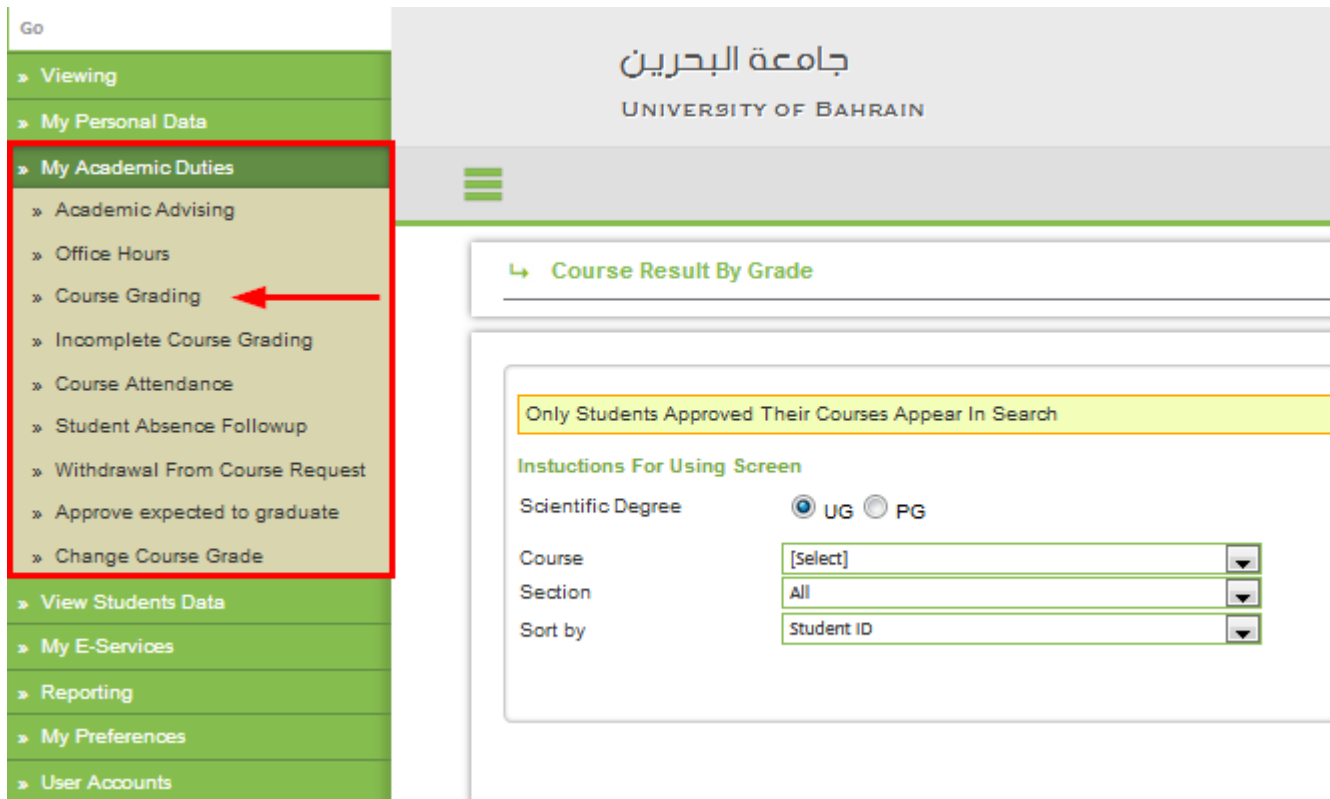 Go
» Viewing
» My Personal Data
» My Academic Duties
» Academic Advising
» Office Hours
» Course Grading
» Incomplete Course Grading
» Course Attendance
» Student Absence Followup
» Withdrawal From Course Request
» Approve expected to graduate
» Change Course Grade
» View Students Data
» My E-Services
» Reporting
» My Preferences
» User Accounts
جامعة البحرين
UNIVERSITY OF BAHRAIN
Course Result By Grade
Only Students Approved Their Courses Appear In Search
Instuctions For Using Screen
Scientific Degree UG PG
Course [Select]
Section All
Sort by Student ID